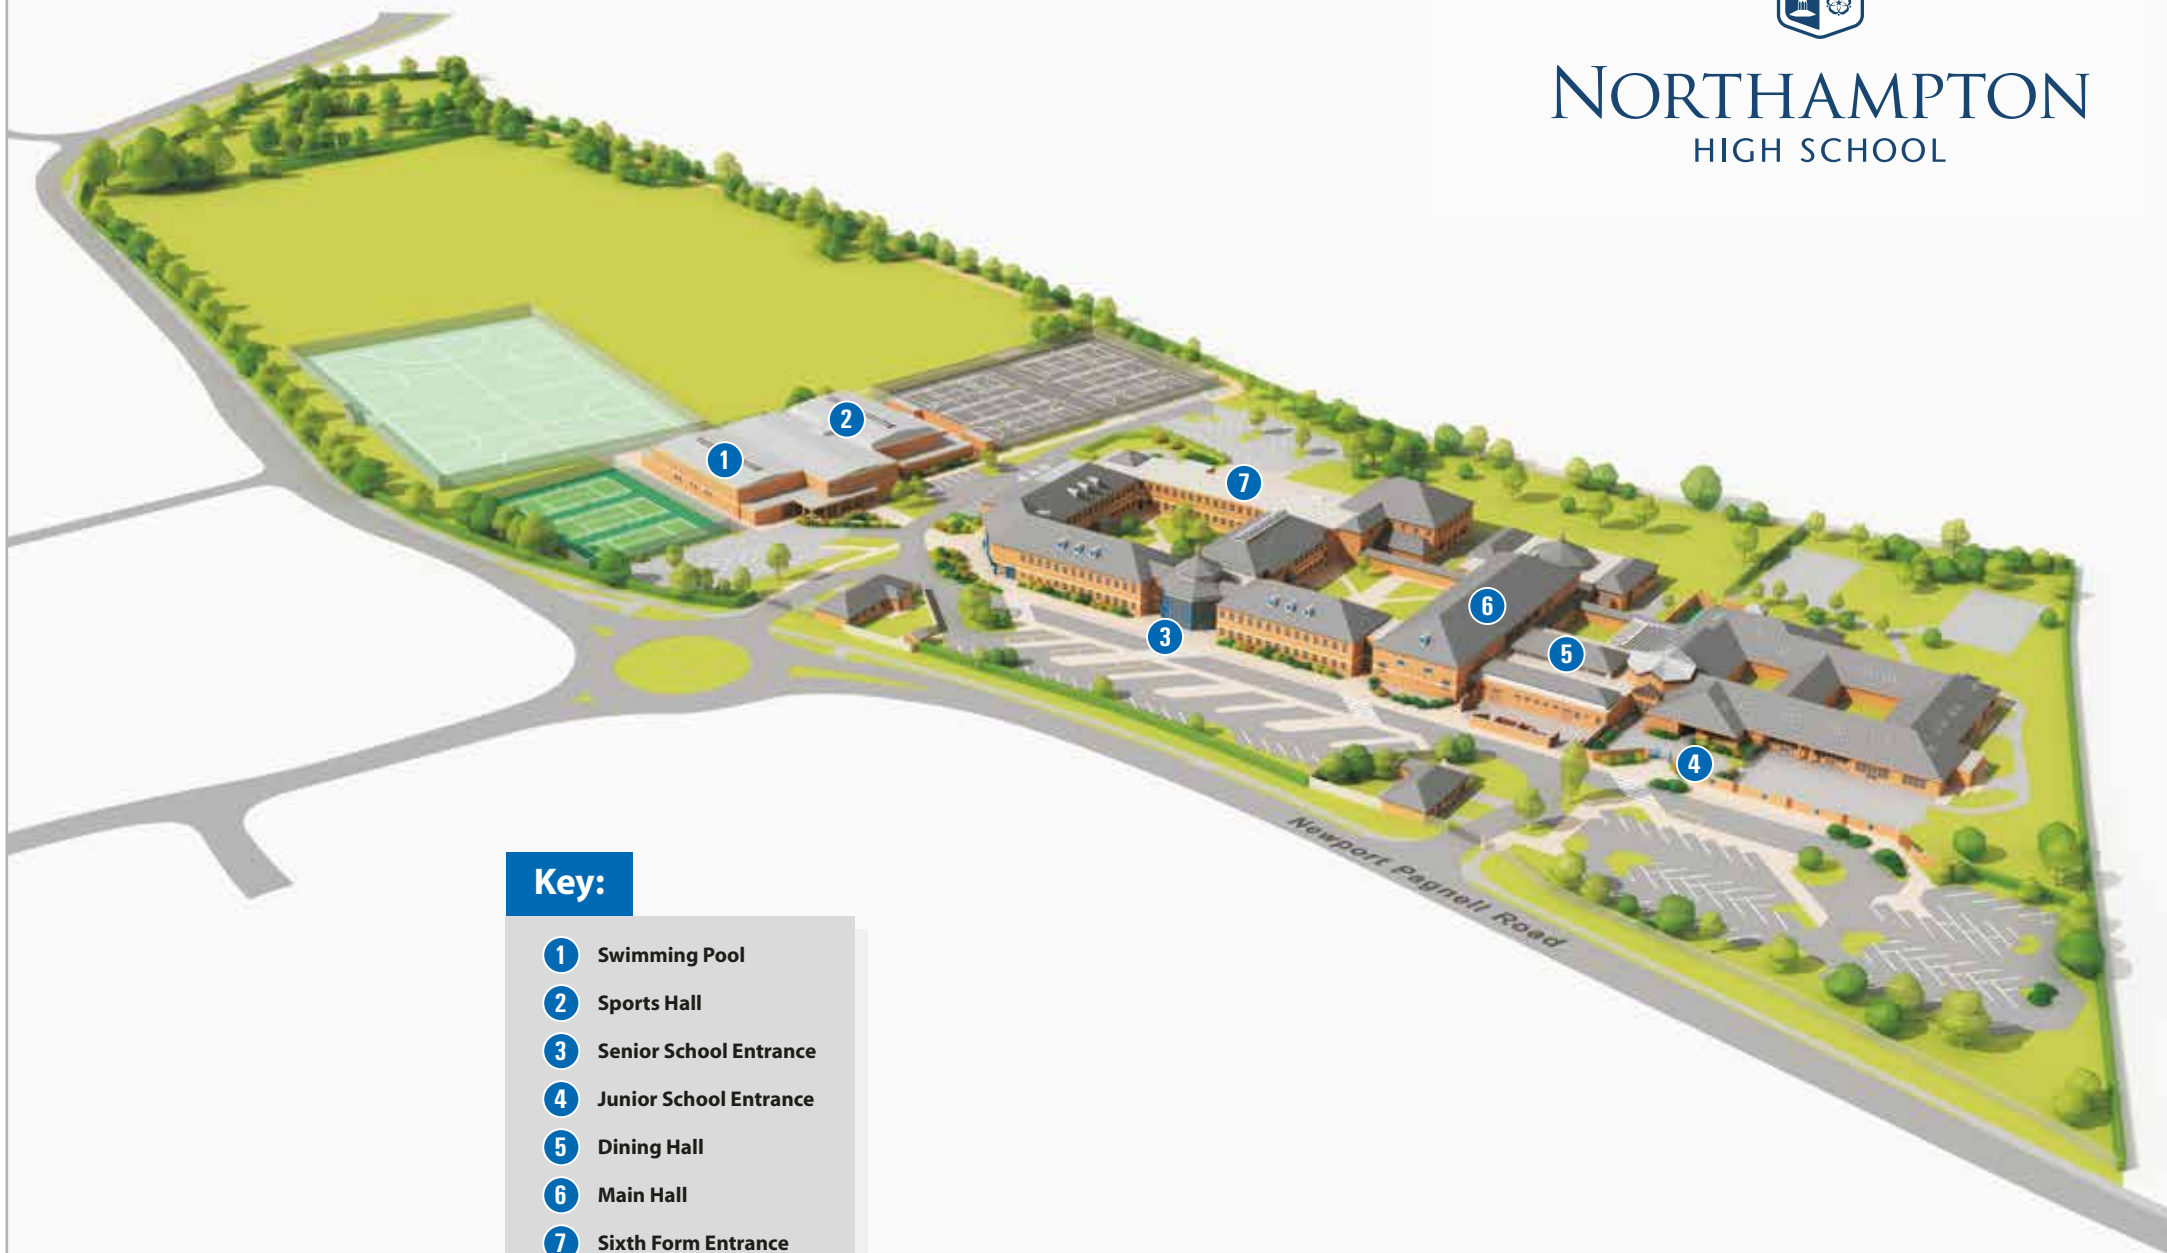 NORTHAMPTON
HIGH SCHOOL
2
1
7
6
3
5
4
Newport Pagnell Road
Key:
1 Swimming Pool
2 Sports Hall
3 Senior School Entrance
4 Junior School Entrance
5 Dining Hall
6 Main Hall
7 Sixth Form Entrance